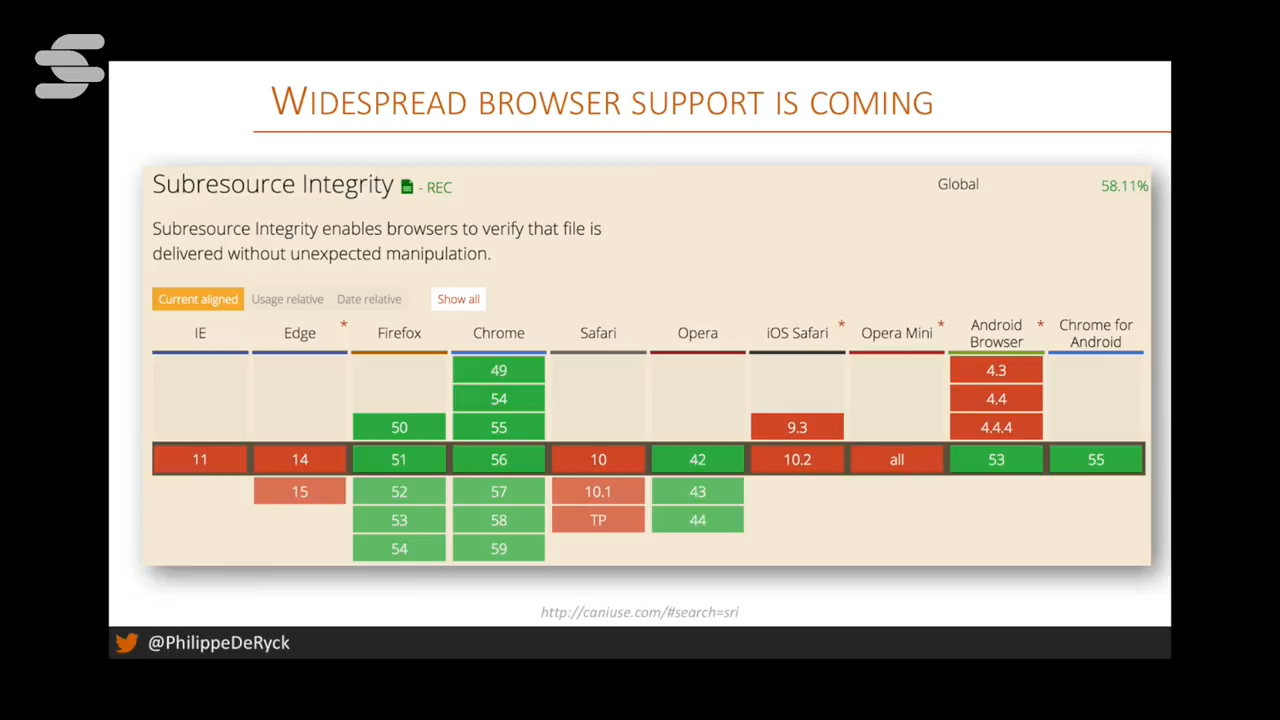 WIDESPREAD BROWSER SUPPORT IS COMING
Subresource Integrity - REC
Global 58.11%
Subresource Integrity enables browsers to verify that file is
delivered without unexpected manipulation.
Current aligned Usage relative Date relative Show all
IE Edge * Firefox Chrome Safari Opera iOS Safari * Opera Mini * Android Browser * Chrome for Android
49 4.3
54 4.4
50 55 9.3 4.4.4
11 14 51 56 10 42 10.2 all 53 55
15 52 57 10.1 43
53 58 TP 44
54 59
http://caniuse.com/#search=sri
@PhilippeDeRyck